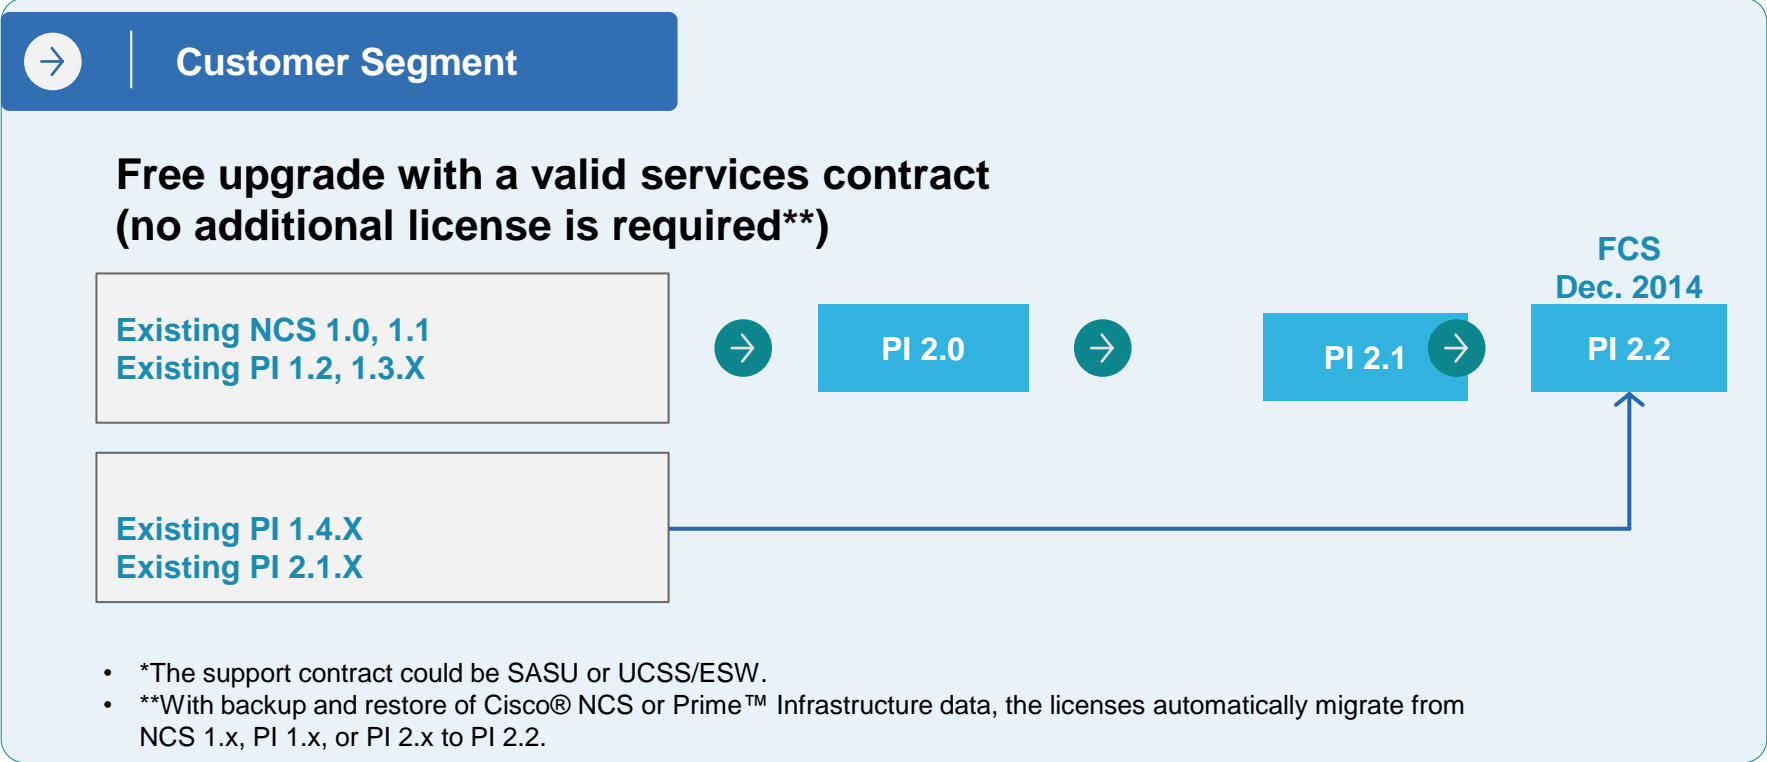 Customer Segment
Free upgrade with a valid services contract
(no additional license is required**)
FCS
Dec. 2014
Existing NCS 1.0, 1.1
Existing PI 1.2, 1.3.X
PI 2.0
PI 2.1
PI 2.2
Existing PI 1.4.X
Existing PI 2.1.X
• *The support contract could be SASU or UCSS/ESW.
• **With backup and restore of Cisco® NCS or Prime™ Infrastructure data, the licenses automatically migrate from
NCS 1.x, PI 1.x, or PI 2.x to PI 2.2.